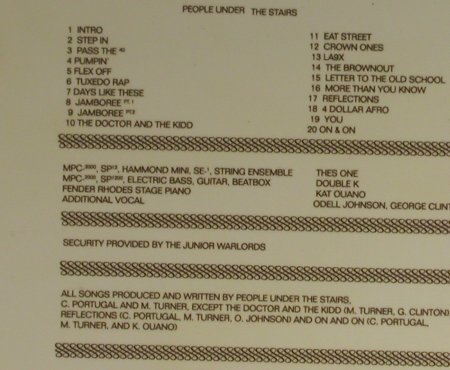 PEOPLE UNDER THE STAIRS
1 INTRO
2 STEP IN
3 PASS THE 40
4 PUMPIN'
5 FLEX OFF
6 TUXEDO RAP
7 DAYS LIKE THESE
8 JAMBOREE PT. 1
9 JAMBOREE PT.2
10 THE DOCTOR AND THE KIDD
11 EAT STREET
12 CROWN ONES
13 LA9X
14 THE BROWNOUT
15 LETTER TO THE OLD SCHOOL
16 MORE THAN YOU KNOW
17 REFLECTIONS
18 4 DOLLAR AFRO
19 YOU
20 ON & ON
MPC-2000, SP12, HAMMOND MINI, SE-1, STRING ENSEMBLE THES ONE
MPC-2000, SP1200, ELECTRIC BASS, GUITAR, BEATBOX DOUBLE K
FENDER RHODES STAGE PIANO KAT OUANO
ADDITIONAL VOCAL ODELL JOHNSON, GEORGE CLINT
SECURITY PROVIDED BY THE JUNIOR WARLORDS
ALL SONGS PRODUCED AND WRITTEN BY PEOPLE UNDER THE STAIRS,
C. PORTUGAL AND M. TURNER, EXCEPT THE DOCTOR AND THE KIDD (M. TURNER, G. CLINTON)
REFLECTIONS (C. PORTUGAL, M. TURNER, O. JOHNSON) AND ON AND ON (C. PORTUGAL,
M. TURNER, AND K. OUANO)